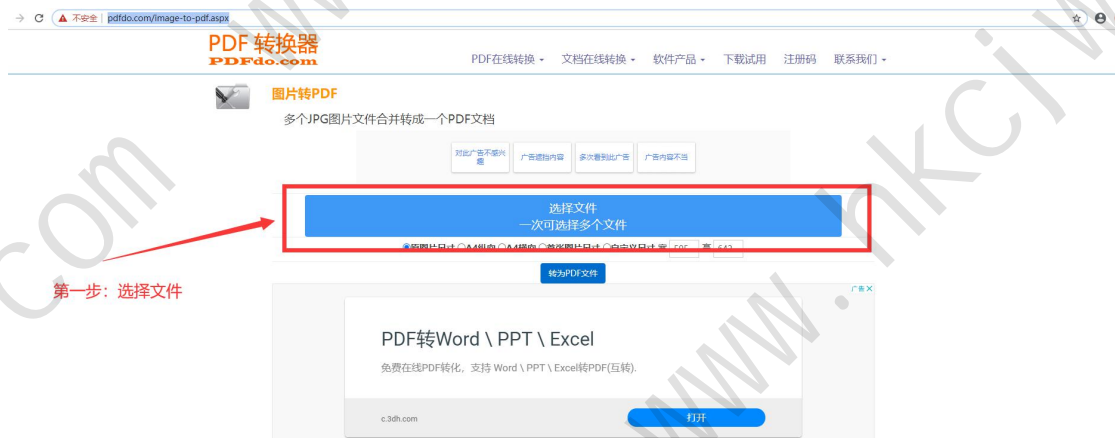 不安全 | pdfdo.com/image-to-pdf.aspx
PDF 转换器
PDFdo.com
PDF在线转换 文档在线转换 软件产品 下载试用 注册码 联系我们
图片转PDF
多个JPG图片文件合并转成一个PDF文档
对此广告不感兴趣 广告遮挡内容 多次看到此广告 广告内容不当
选择文件
一次可选择多个文件
原图片尺寸 A4纵向 A4横向 首张图片尺寸 自定义尺寸 宽 595 高 642
转为PDF文件
第一步：选择文件
广告 X
PDF转Word \ PPT \ Excel
免费在线PDF转化，支持 Word \ PPT \ Excel转PDF(互转).
c.3dh.com
打开
com
www.hkcj